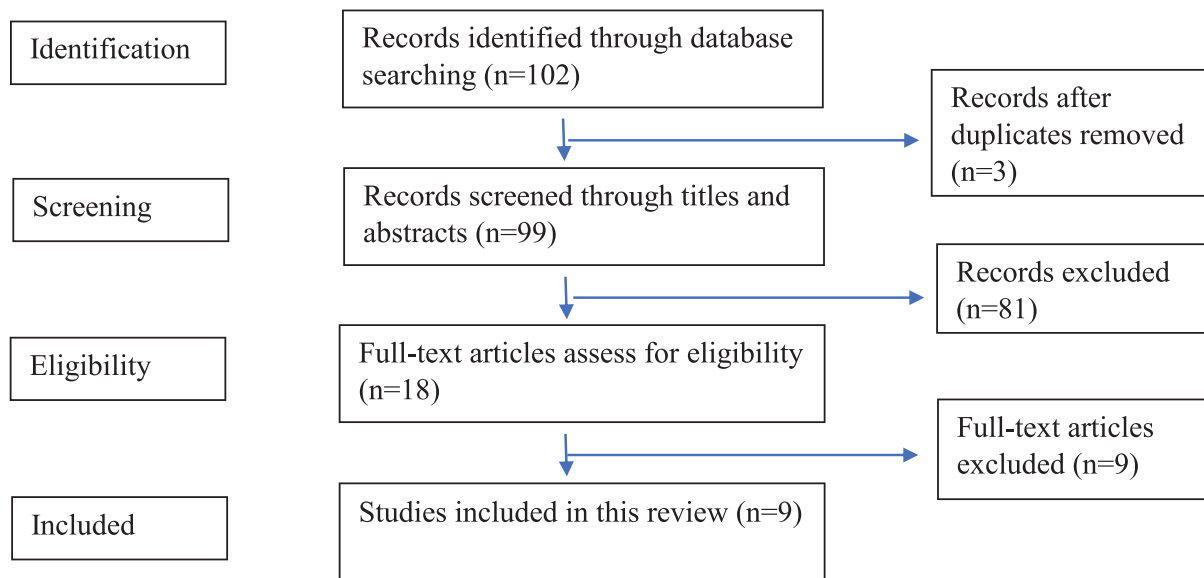 Identification
Records identified through database
searching (n=102)
Records after
duplicates removed
(n=3)
Screening
Records screened through titles and
abstracts (n=99)
Records excluded
(n=81)
Eligibility
Full-text articles assess for eligibility
(n=18)
Full-text articles
excluded (n=9)
Included
Studies included in this review (n=9)